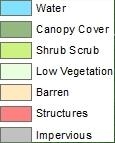 Water
Canopy Cover
Shrub Scrub
Low Vegetation
Barren
Structures
Impervious